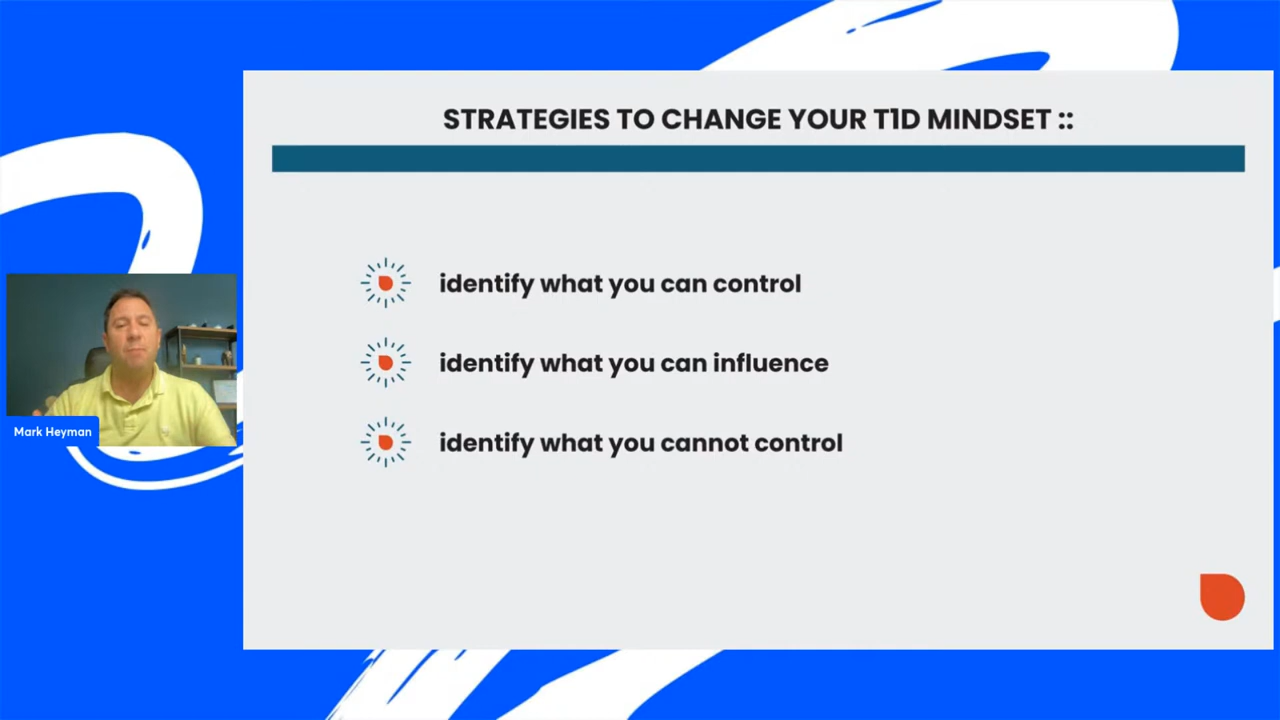 STRATEGIES TO CHANGE YOUR T1D MINDSET ::
identify what you can control
identify what you can influence
identify what you cannot control
Mark Heyman